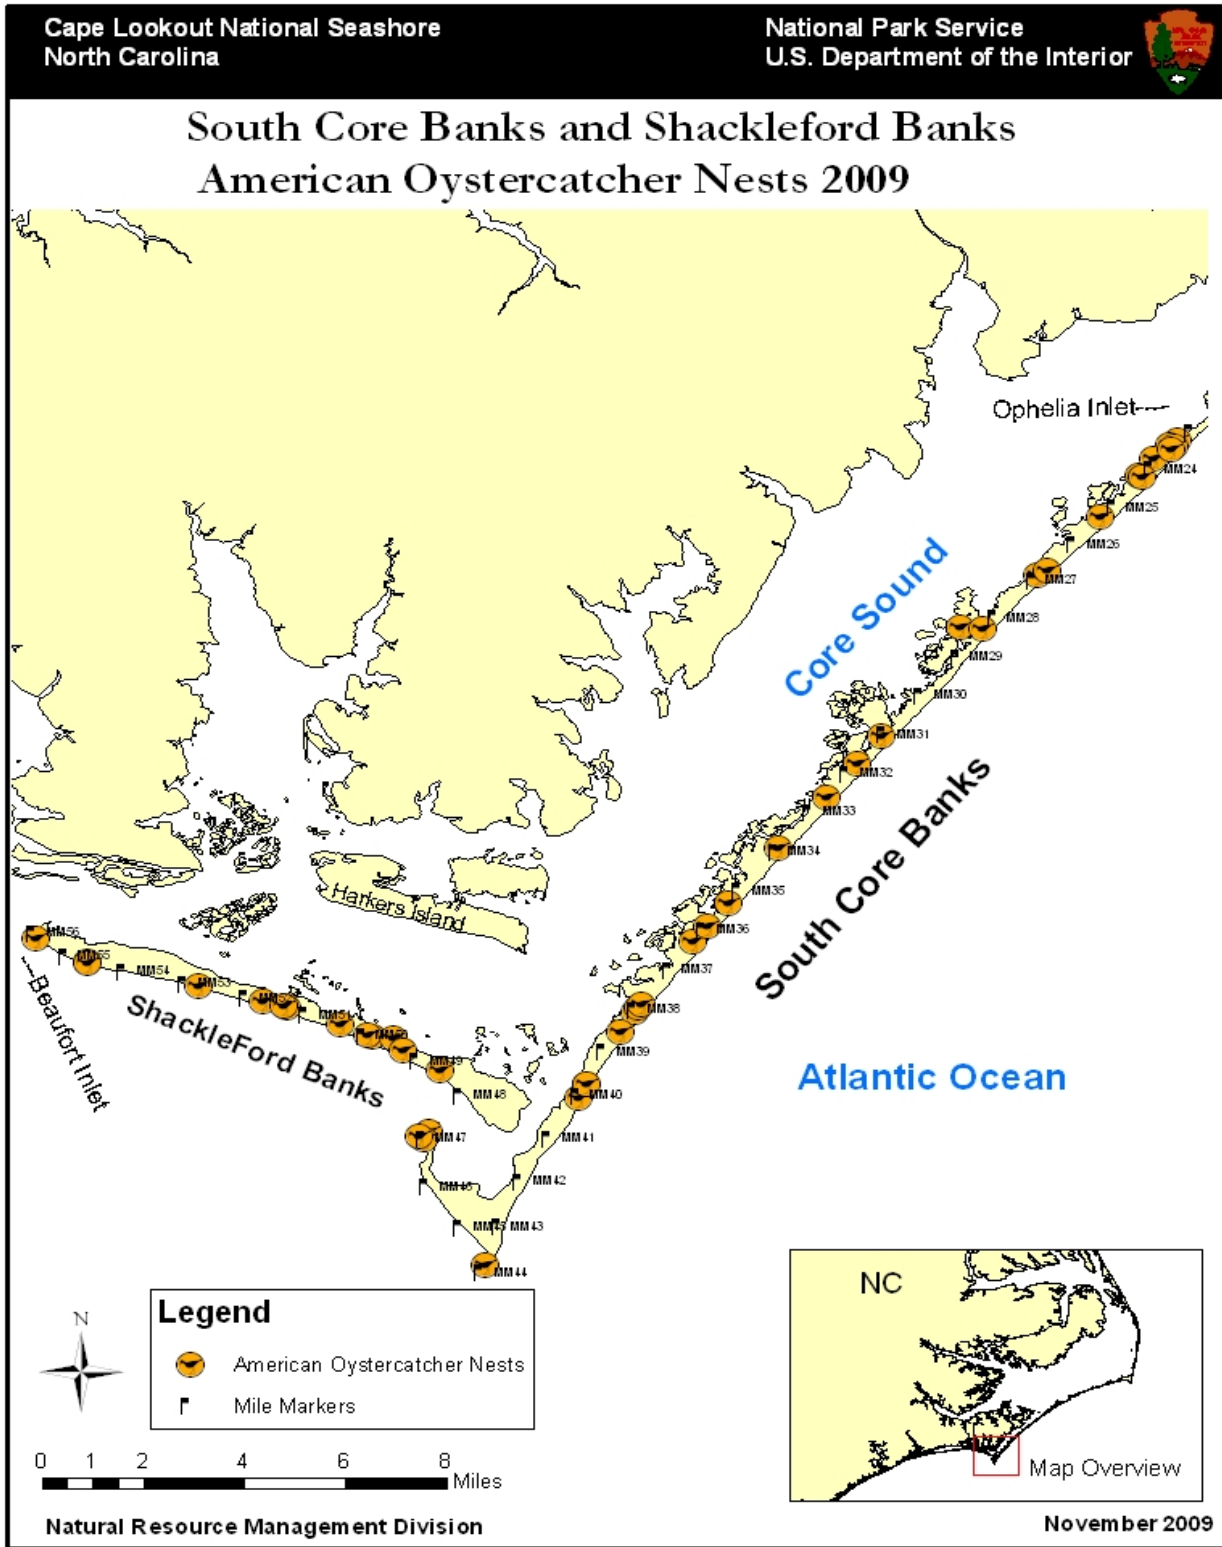 Cape Lookout National Seashore
North Carolina
National Park Service
U.S. Department of the Interior
South Core Banks and Shackleford Banks
American Oystercatcher Nests 2009
Ophelia Inlet
MM24
MM25
MM26
MM27
Core Sound
MM28
MM29
MM30
MM31
MM32
MM33
South Core Banks
MM34
MM35
Harkers Island
MM36
MM56
MM55
MM37
MM54
MM53
MM38
Beaufort Inlet
ShackleFord Banks
MM51
MM39
MM49
Atlantic Ocean
MM48
MM40
MM47
MM41
MM42
MM46
MM45
MM43
MM44
NC
Map Overview
N
Legend
American Oystercatcher Nests
Mile Markers
0 1 2 4 6 8
Miles
Natural Resource Management Division
November 2009